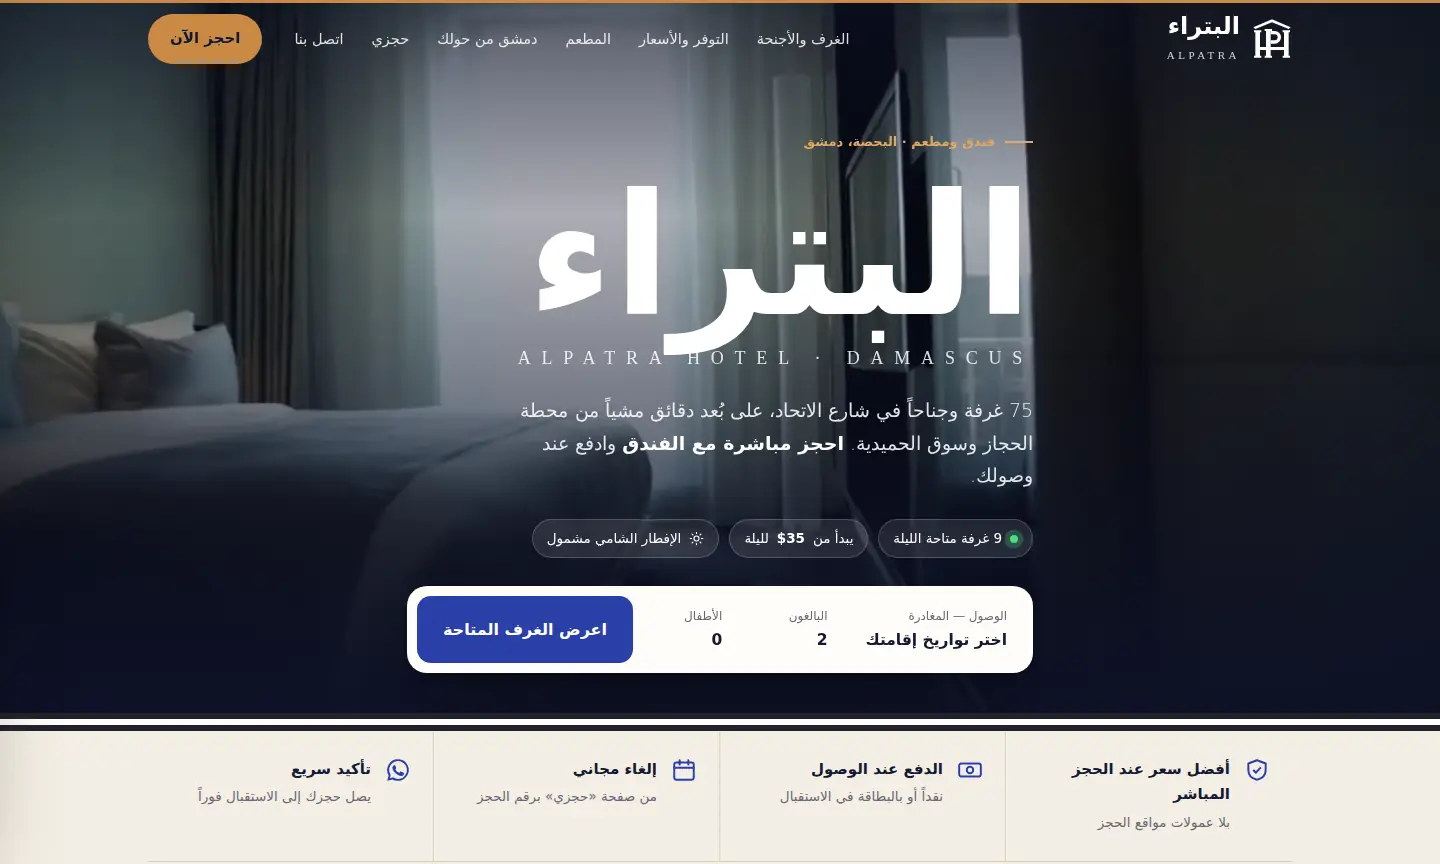 البتراء
ALPATRA
الغرف والأجنحة
التوفر والأسعار
المطعم
دمشق من حولك
حجزي
اتصل بنا
احجز الآن
فندق ومطعم · البحصة، دمشق
البتراء
ALPATRA HOTEL · DAMASCUS
75 غرفة وجناحاً في شارع الاتحاد، على بُعد دقائق مشياً من محطة
الحجاز وسوق الحميدية. احجز مباشرة مع الفندق وادفع عند
وصولك.
9 غرفة متاحة الليلة
يبدأ من $35 لليلة
الإفطار الشامي مشمول
الوصول — المغادرة
اختر تواريخ إقامتك
البالغون
2
الأطفال
0
اعرض الغرف المتاحة
أفضل سعر عند الحجز
المباشر
بلا عمولات مواقع الحجز
الدفع عند الوصول
نقداً أو بالبطاقة في الاستقبال
إلغاء مجاني
من صفحة «حجزي» برقم الحجز
تأكيد سريع
يصل حجزك إلى الاستقبال فوراً